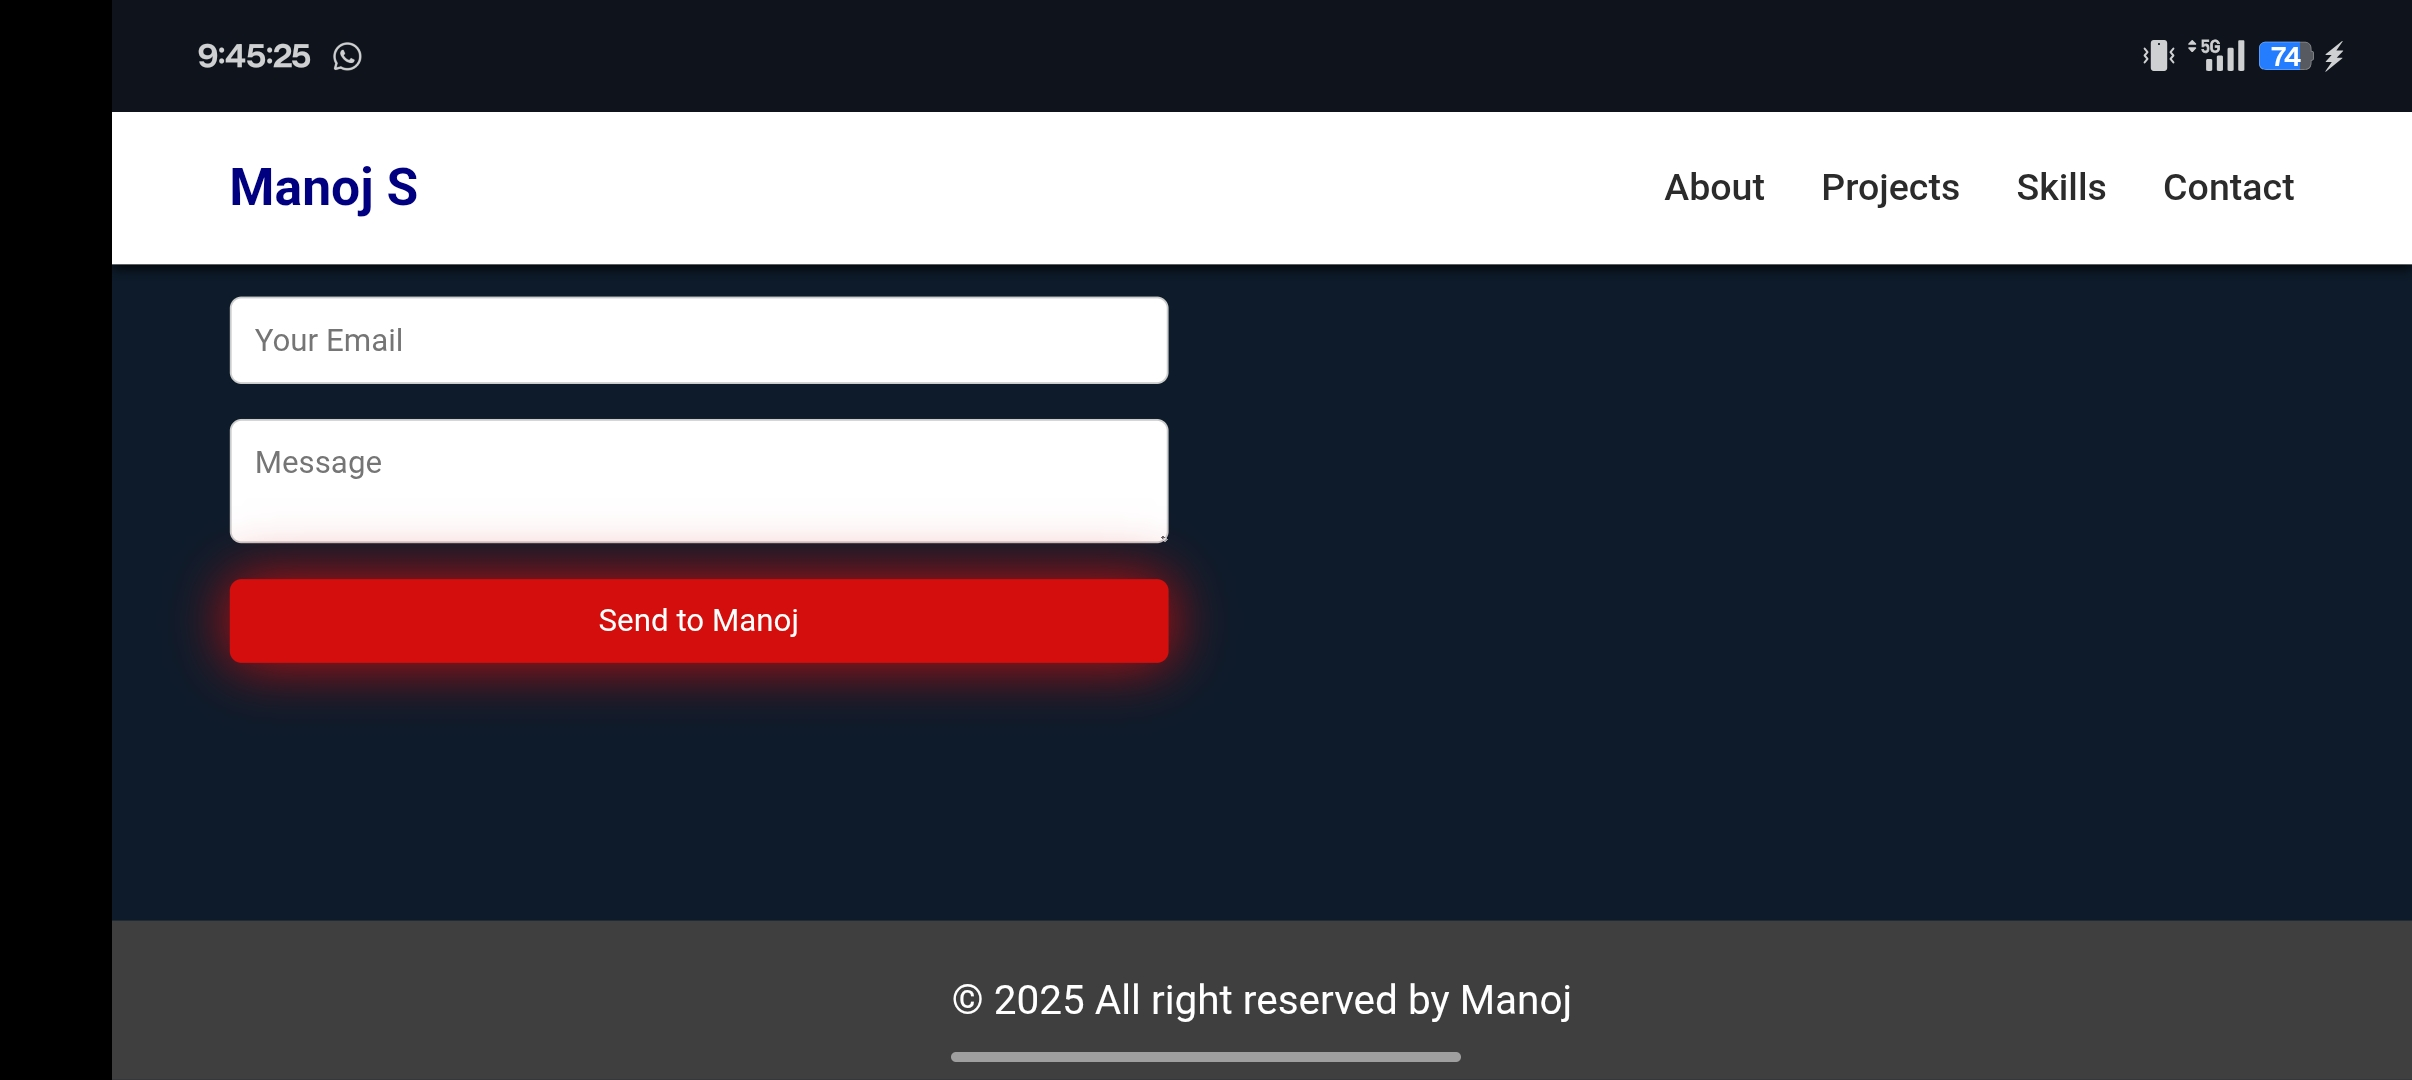 9:45:25 5G 74
Manoj S About Projects Skills Contact
Your Email
Message
Send to Manoj
© 2025 All right reserved by Manoj